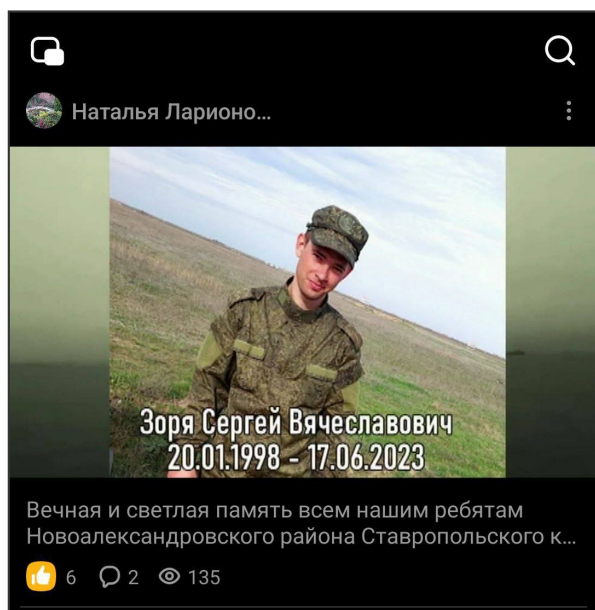 Наталья Ларионо...
Зоря Сергей Вячеславович
20.01.1998 - 17.06.2023
Вечная и светлая память всем нашим ребятам
Новоалександровского района Ставропольского к...
6 2 135